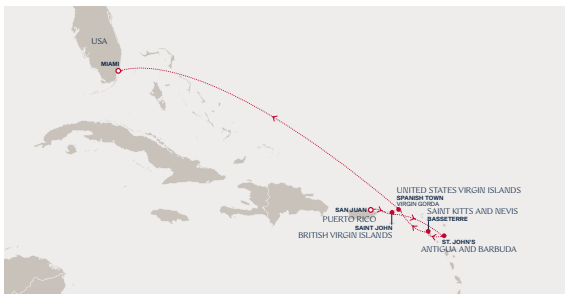 USA
MIAMI
UNITED STATES VIRGIN ISLANDS
SPANISH TOWN
VIRGIN GORDA
SAN JUAN
SAINT KITTS AND NEVIS
PUERTO RICO
BASSETERRE
SAINT JOHN
BRITISH VIRGIN ISLANDS
ST. JOHN'S
ANTIGUA AND BARBUDA